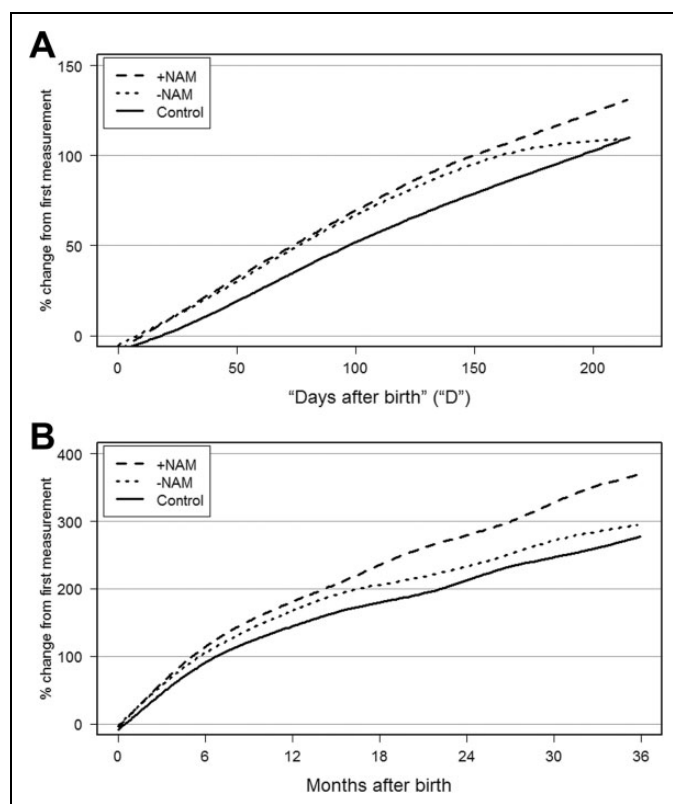 A
150
100
50
0
+NAM
-NAM
Control
% change from first measurement
0 50 100 150 200
“Days after birth” (“D”)
B
400
300
200
100
0
+NAM
-NAM
Control
% change from first measurement
0 6 12 18 24 30 36
Months after birth